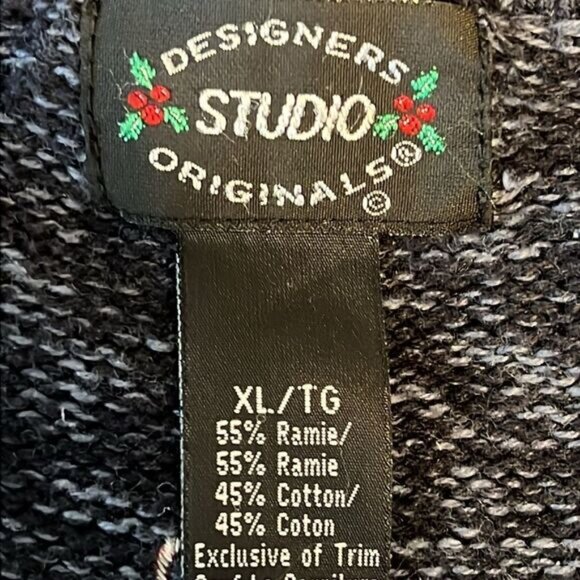 DESIGNERS
STUDIO
ORIGINALS®
©
XL/TG
55% Ramie/
55% Ramie
45% Cotton/
45% Coton
Exclusive of Trim